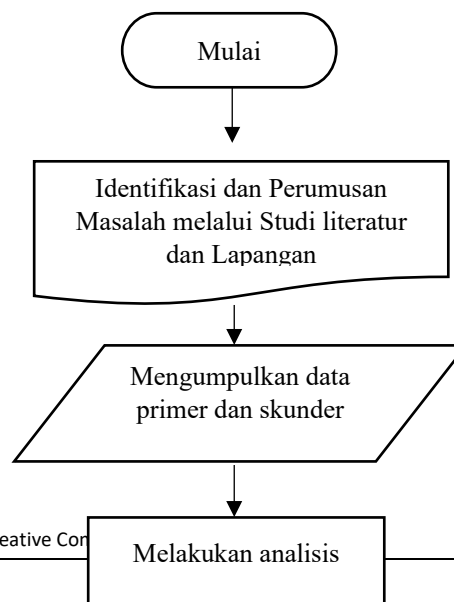 Mulai
Identifikasi dan Perumusan
Masalah melalui Studi literatur
dan Lapangan
Mengumpulkan data
primer dan skunder
Melakukan analisis